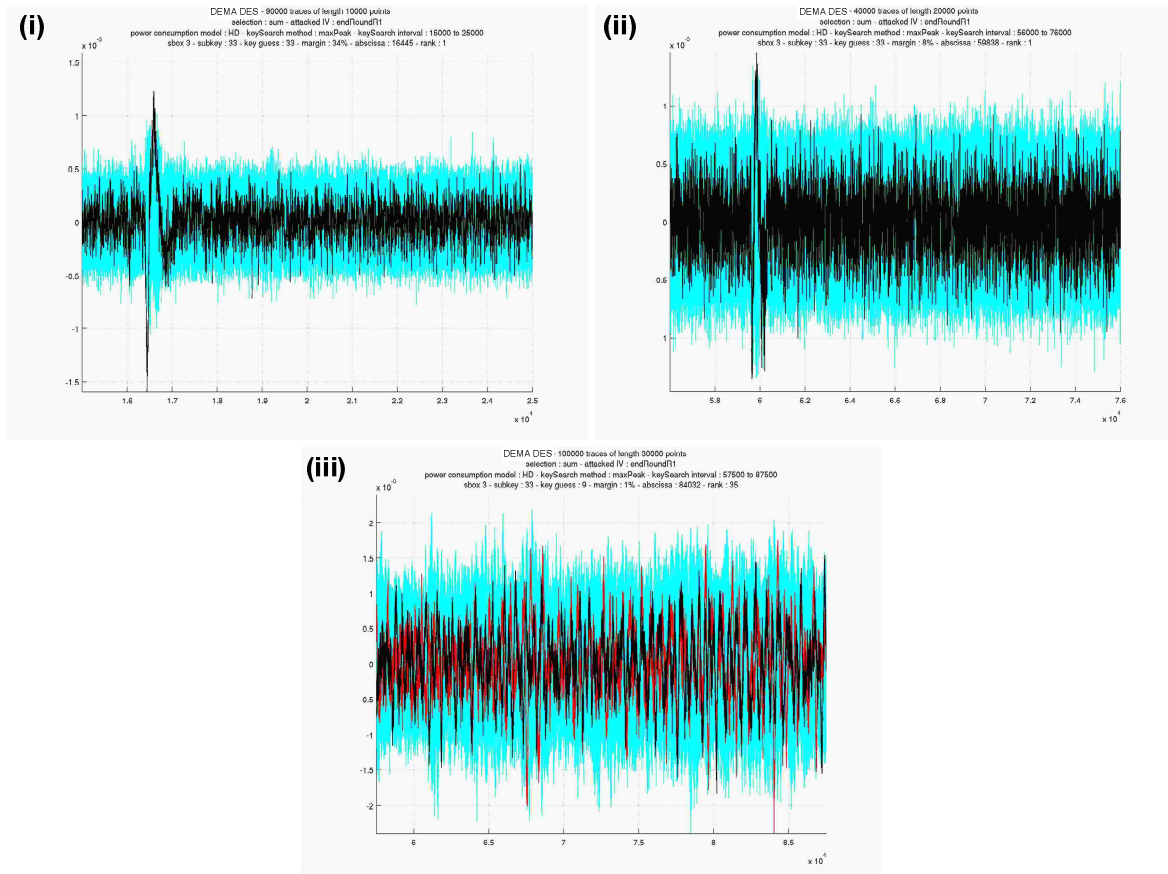 (i)
DEMA DES - 90000 traces of length 10000 points
selection : sum - attacked IV : endRoundR1
power consumption model : HD - keySearch method : maxPeak - keySearch interval : 15000 to 25000
sbox 3 - subkey : 33 - key guess : 33 - margin : 34% - abscissa : 16445 - rank : 1
x 10⁻³
1.5
1
0.5
0
-0.5
-1
-1.5
1.6
1.7
1.8
1.9
2
2.1
2.2
2.3
2.4
2.5
x 10⁴
(ii)
DEMA DES - 40000 traces of length 20000 points
selection : sum - attacked IV : endRoundR1
power consumption model : HD - keySearch method : maxPeak - keySearch interval : 56000 to 76000
sbox 3 - subkey : 33 - key guess : 33 - margin : 8% - abscissa : 59838 - rank : 1
1
0.5
0
0.6
1
5.8
6
6.2
6.4
6.6
6.8
7
7.2
7.4
7.6
x 10⁴
(iii)
DEMA DES - 100000 traces of length 30000 points
selection : sum - attacked IV : endRoundR1
power consumption model : HD - keySearch method : maxPeak - keySearch interval : 57500 to 87500
sbox 3 - subkey : 33 - key guess : 9 - margin : 1% - abscissa : 84032 - rank : 35
2
1.5
1
0.5
0
0.5
-1
-1.5
-2
6
6.5
7
7.5
8
8.5
x 10⁴